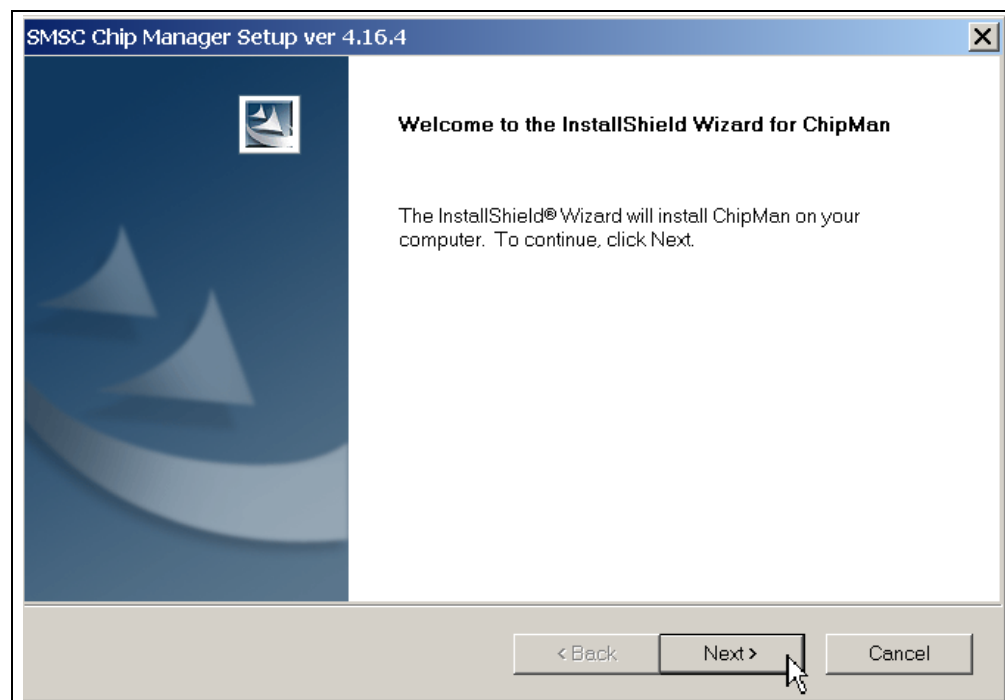 SMSC Chip Manager Setup ver 4.16.4
Welcome to the InstallShield Wizard for ChipMan
The InstallShield® Wizard will install ChipMan on your
computer. To continue, click Next.
< Back
Next >
Cancel